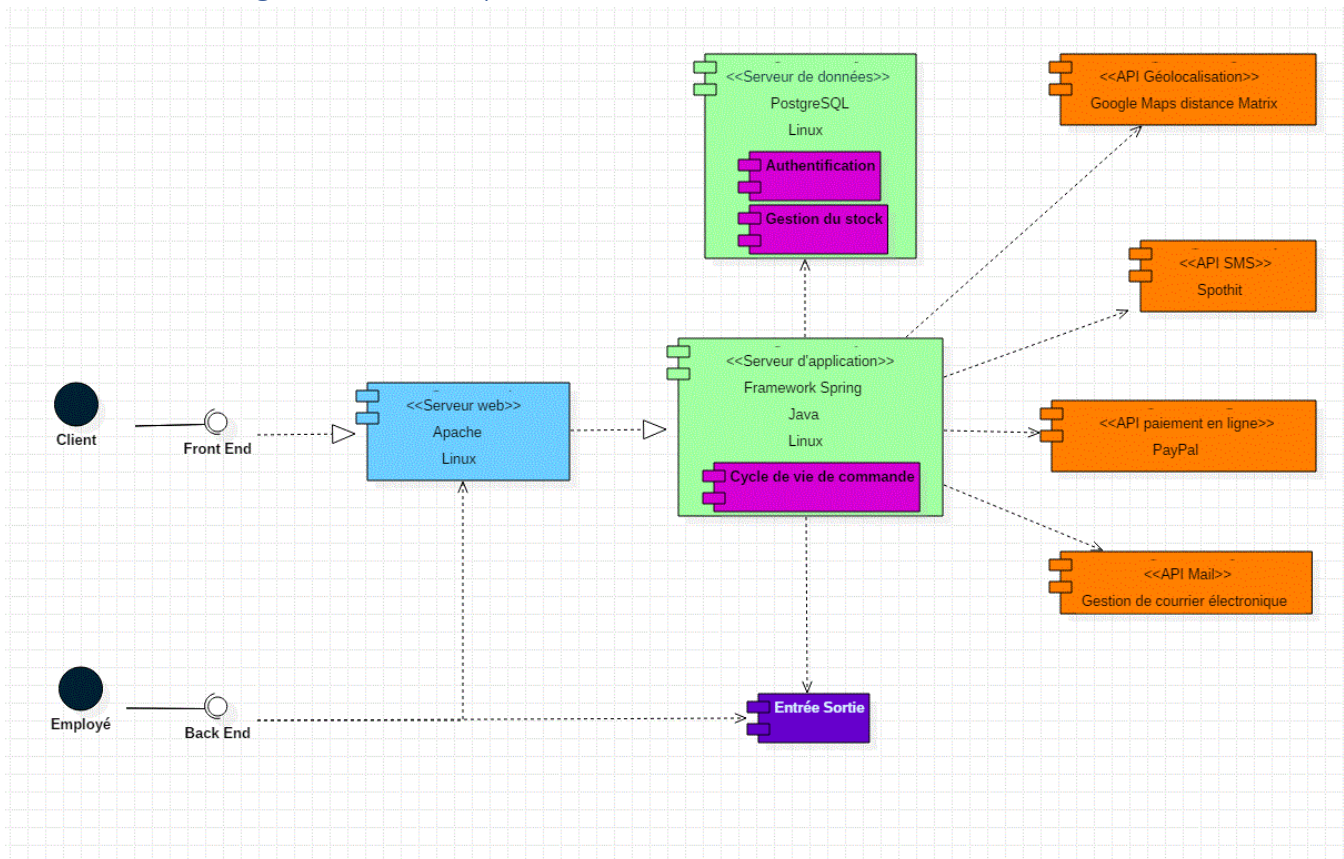 <<Serveur de données>>
PostgreSQL
Linux
Authentification
Gestion du stock
<<API Géolocalisation>>
Google Maps distance Matrix
<<API SMS>>
Spothit
<<Serveur d'application>>
Framework Spring
Java
Linux
Cycle de vie de commande
<<Serveur web>>
Apache
Linux
Client
Front End
<<API paiement en ligne>>
PayPal
<<API Mail>>
Gestion de courrier électronique
Employé
Back End
Entrée Sortie